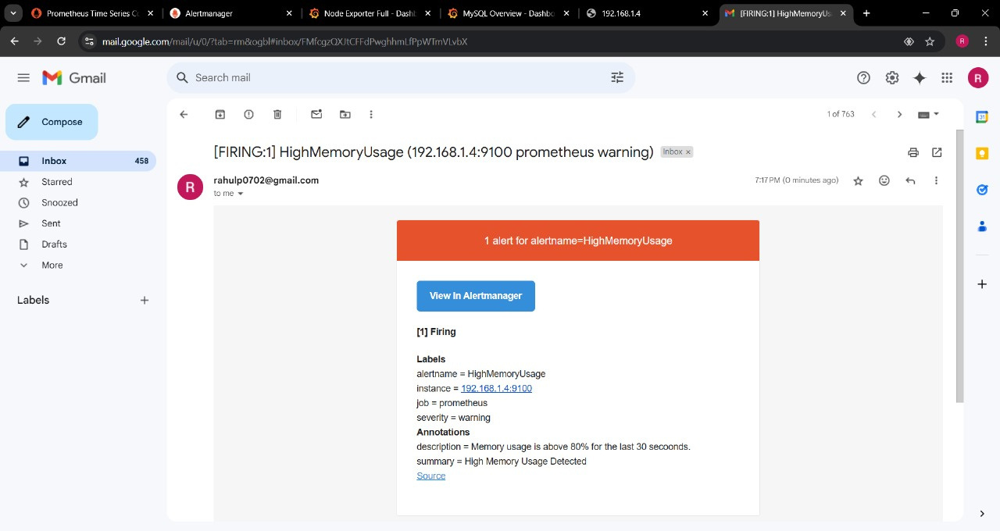 Prometheus Time Series C
Alertmanager
Node Exporter Full - Dash
MySQL Overview - Dashbo
192.168.1.4
[FIRING:1] HighMemoryUs
mail.google.com/mail/u/0/?tab=rm&ogbl#inbox/FMfcgzQXJtCFFdPwghhmLfPpWTmVLvbX
R
Gmail
Search mail
R
Compose
1 of 763
31
Inbox
458
Starred
Snoozed
Sent
Drafts
More
Labels
[FIRING:1] HighMemoryUsage (192.168.1.4:9100 prometheus warning)
Inbox ×
R
rahulp0702@gmail.com
7:17 PM (0 minutes ago)
to me
1 alert for alertname=HighMemoryUsage
View In Alertmanager
[1] Firing
Labels
alertname = HighMemoryUsage
instance = 192.168.1.4:9100
job = prometheus
severity = warning
Annotations
description = Memory usage is above 80% for the last 30 secoonds.
summary = High Memory Usage Detected
Source